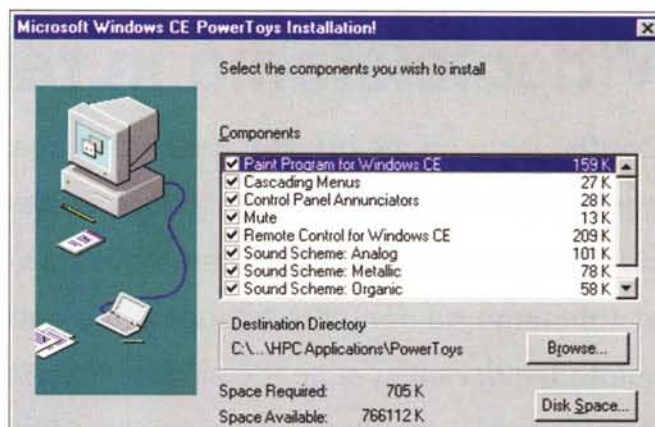 Microsoft Windows CE PowerToys Installation!
Select the components you wish to install
Components
Paint Program for Windows CE 159 K
Cascading Menus 27 K
Control Panel Annunciators 28 K
Mute 13 K
Remote Control for Windows CE 209 K
Sound Scheme: Analog 101 K
Sound Scheme: Metallic 78 K
Sound Scheme: Organic 58 K
Destination Directory
C:\...\HPC Applications\PowerToys Browse...
Space Required: 705 K
Space Available: 766112 K
Disk Space...